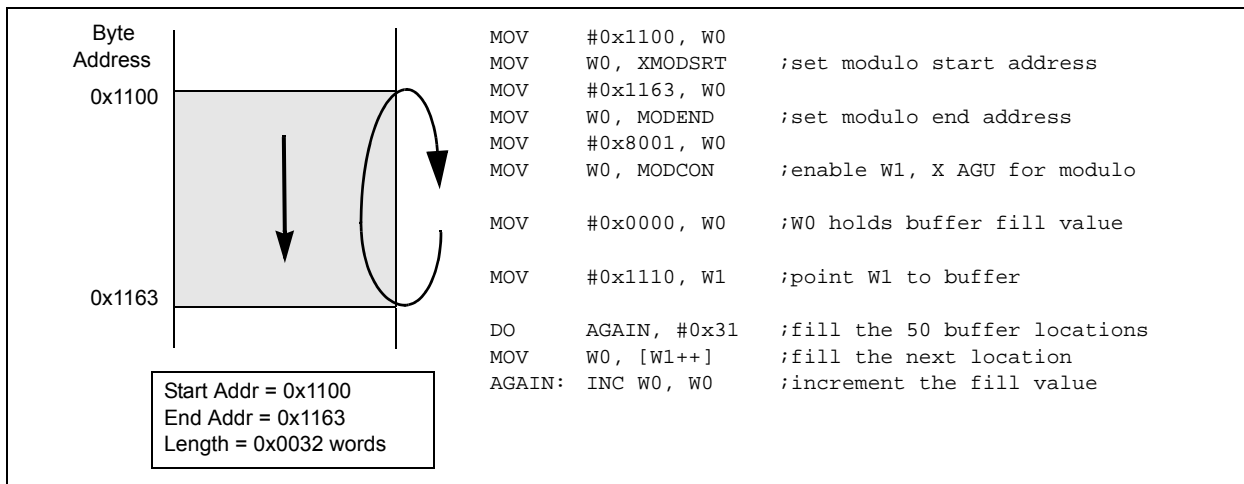 Byte
Address
0x1100
0x1163
Start Addr = 0x1100
End Addr = 0x1163
Length = 0x0032 words
MOV #0x1100, W0
MOV W0, XMODSRT ;set modulo start address
MOV #0x1163, W0
MOV W0, MODEND ;set modulo end address
MOV #0x8001, W0
MOV W0, MODCON ;enable W1, X AGU for modulo
MOV #0x0000, W0 ;W0 holds buffer fill value
MOV #0x1110, W1 ;point W1 to buffer
DO AGAIN, #0x31 ;fill the 50 buffer locations
MOV W0, [W1++] ;fill the next location
AGAIN: INC W0, W0 ;increment the fill value